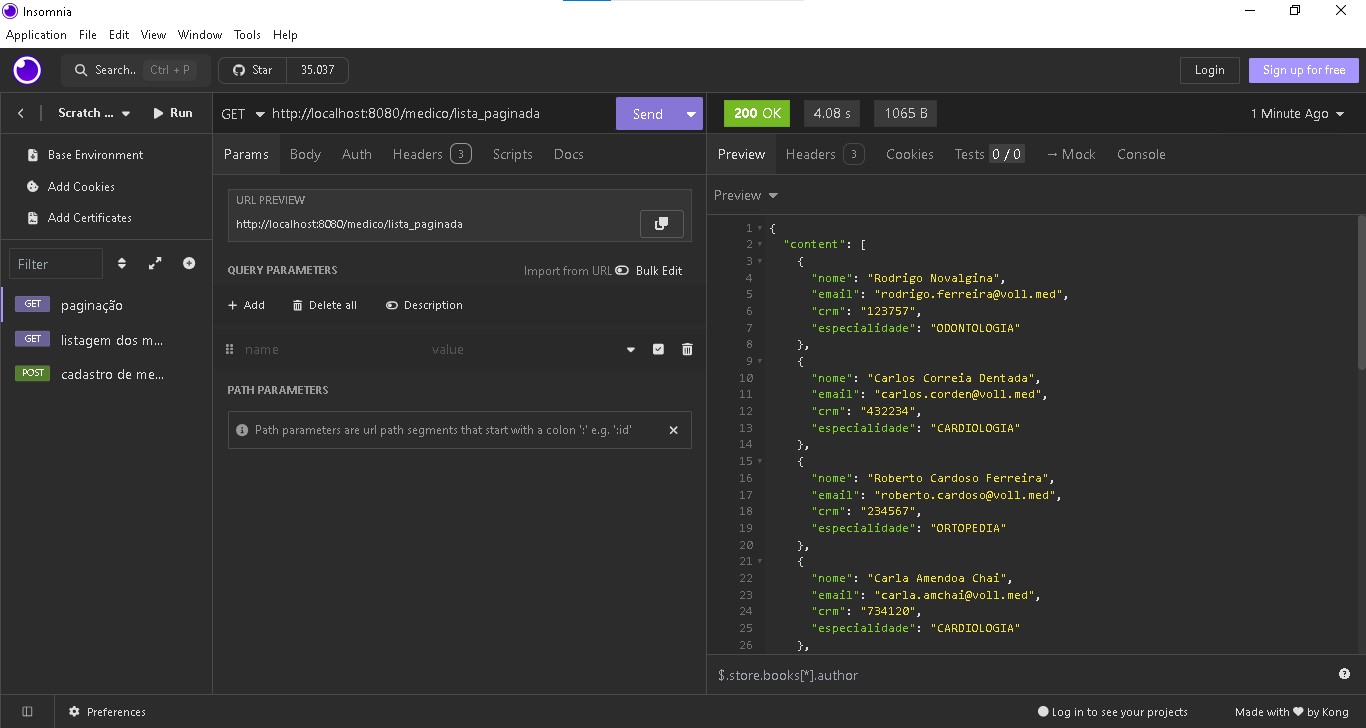 Insomnia
Application File Edit View Window Tools Help
Search.. Ctrl + P
Star 35.037
Login
Sign up for free
Scratch ...
Run
Base Environment
Add Cookies
Add Certificates
Filter
GET paginação
GET listagem dos m...
POST cadastro de me...
GET http://localhost:8080/medico/lista_paginada
Send
Params Body Auth Headers 3 Scripts Docs
URL PREVIEW
http://localhost:8080/medico/lista_paginada
QUERY PARAMETERS
Import from URL Bulk Edit
+ Add Delete all Description
name value
PATH PARAMETERS
Path parameters are url path segments that start with a colon ':' e.g. ':id'
200 OK 4.08 s 1065 B
1 Minute Ago
Preview Headers 3 Cookies Tests 0 / 0 → Mock Console
Preview
1 {
2 "content": [
3 {
4 "nome": "Rodrigo Novalgina",
5 "email": "rodrigo.ferreira@voll.med",
6 "crm": "123757",
7 "especialidade": "ODONTOLOGIA"
8 },
9 {
10 "nome": "Carlos Correia Dentada",
11 "email": "carlos.corden@voll.med",
12 "crm": "432234",
13 "especialidade": "CARDIOLOGIA"
14 },
15 {
16 "nome": "Roberto Cardoso Ferreira",
17 "email": "roberto.cardoso@voll.med",
18 "crm": "234567",
19 "especialidade": "ORTOPEDIA"
20 },
21 {
22 "nome": "Carla Amendoa Chai",
23 "email": "carla.amchai@voll.med",
24 "crm": "734120",
25 "especialidade": "CARDIOLOGIA"
26 },
$.store.books[*].author
Preferences
Log in to see your projects
Made with ♥ by Kong